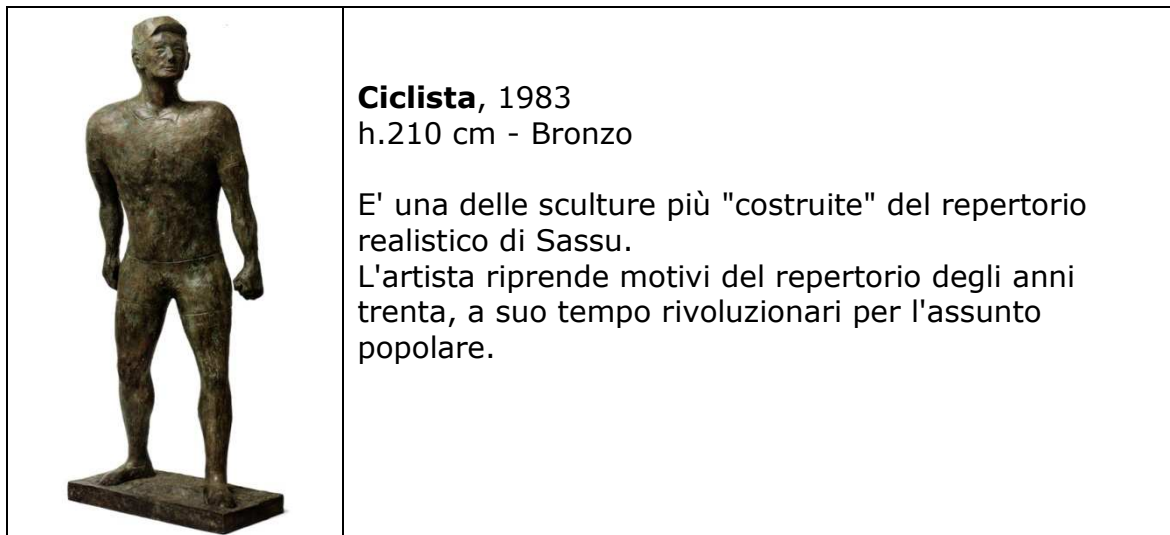 Ciclista, 1983
h.210 cm - Bronzo
E' una delle sculture più "costruite" del repertorio
realistico di Sassu.
L'artista riprende motivi del repertorio degli anni
trenta, a suo tempo rivoluzionari per l'assunto
popolare.